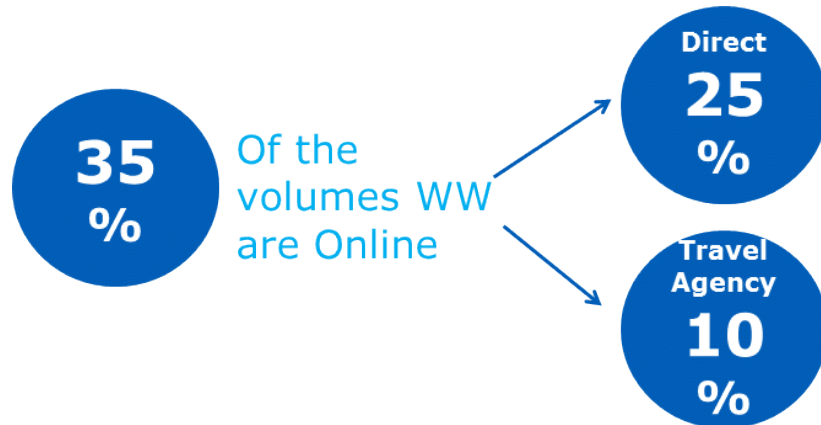 35
%
Of the
volumes WW
are Online
Direct
25
%
Travel
Agency
10
%